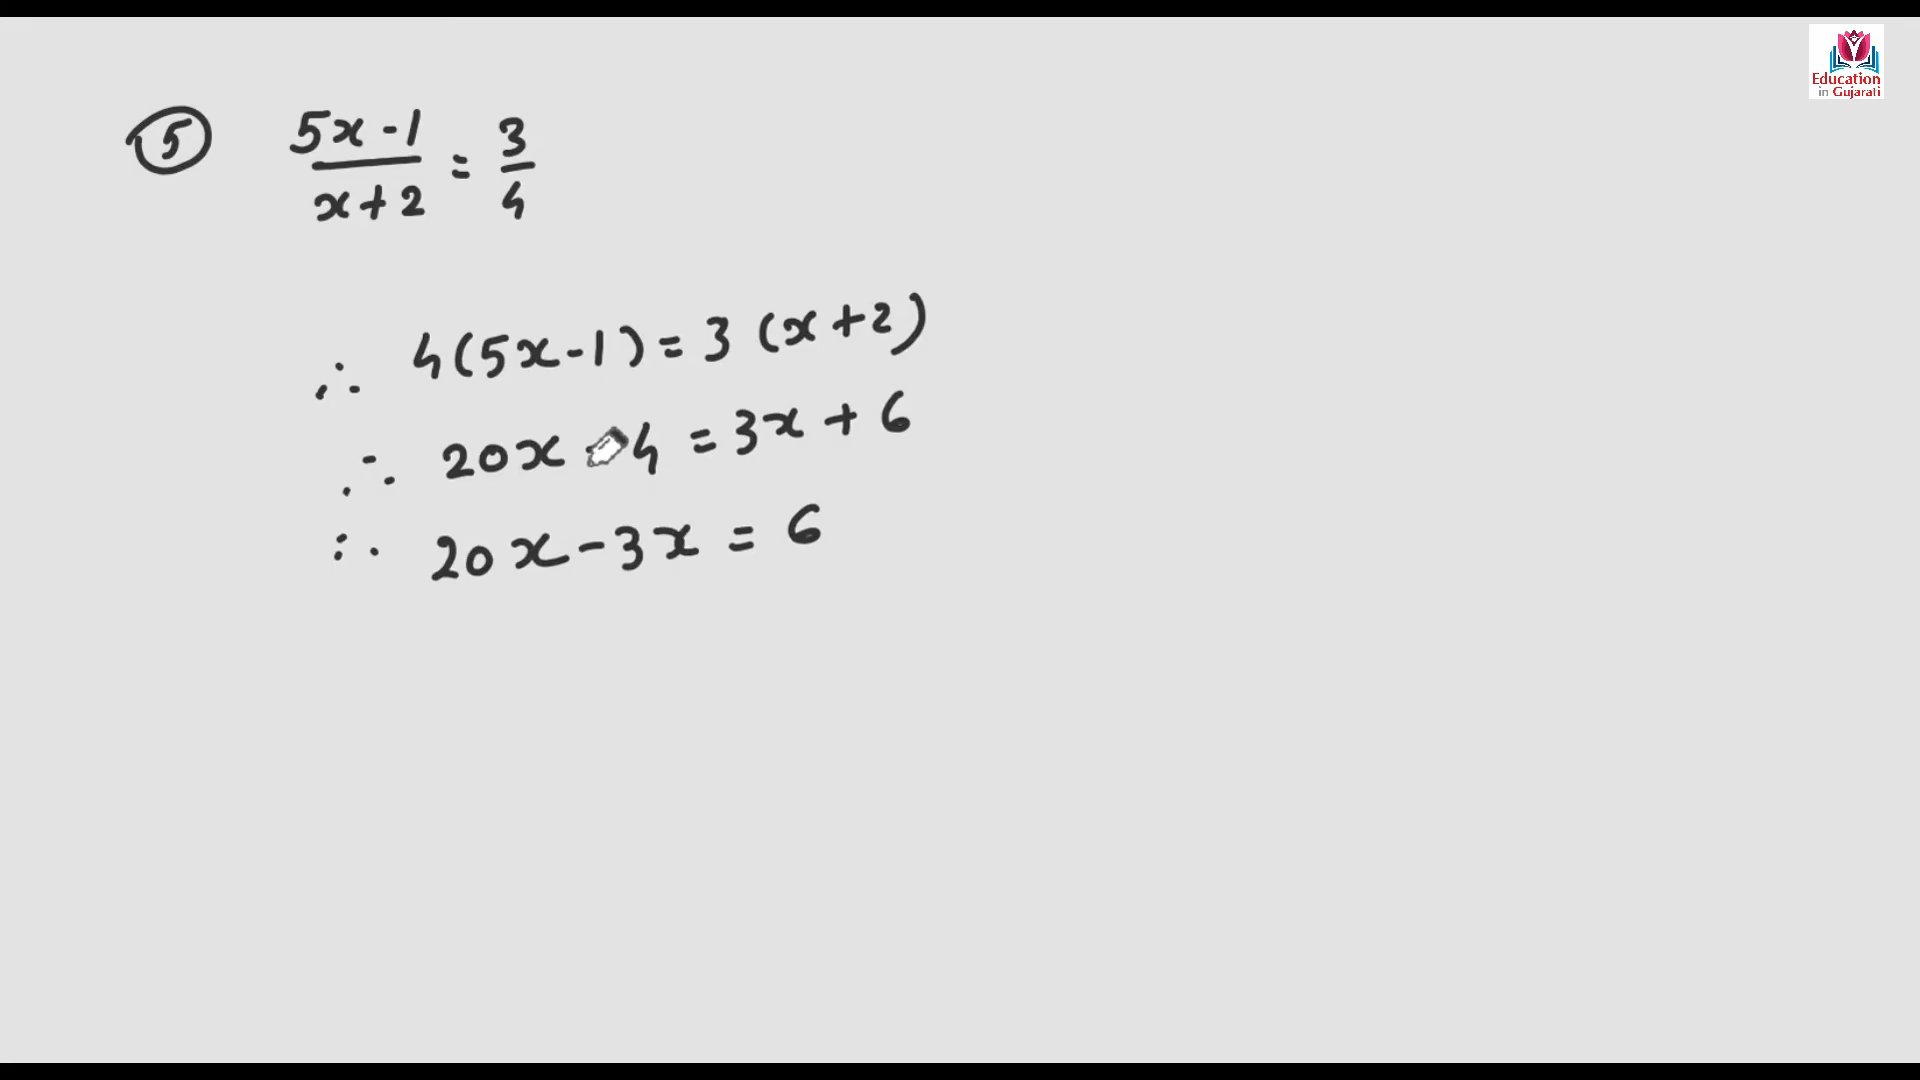 5
5x - 1 / x + 2 = 3 / 4
∴ 4(5x - 1) = 3 (x + 2)
∴ 20x - 4 = 3x + 6
∴ 20x - 3x = 6
Education
in Gujarati